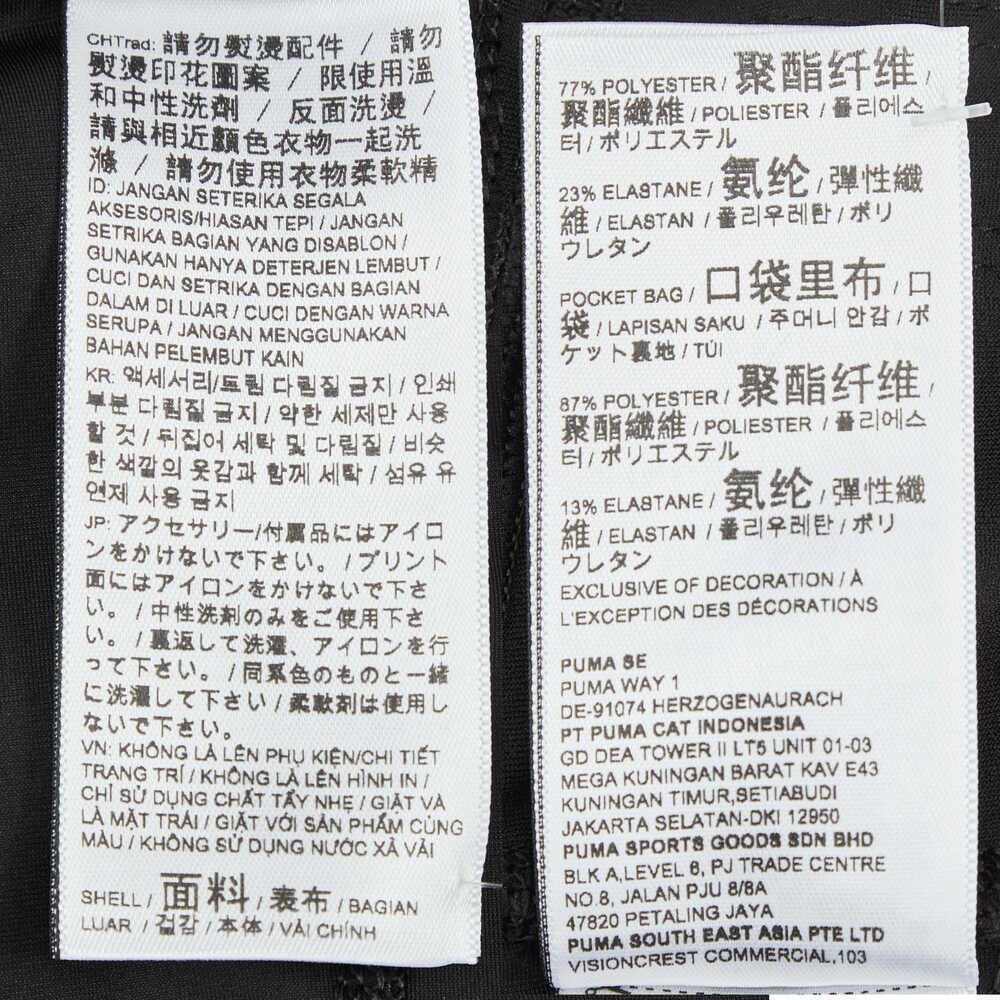 CHTrad: 請勿熨燙配件 / 請勿
熨燙印花圖案 / 限使用溫
和中性洗劑 / 反面洗燙 /
請與相近顏色衣物一起洗
滌 / 請勿使用衣物柔軟精
ID: JANGAN SETERIKA SEGALA
AKSESORIS/HIASAN TEPI / JANGAN
SETRIKA BAGIAN YANG DISABLON /
GUNAKAN HANYA DETERJEN LEMBUT /
CUCI DAN SETRIKA DENGAN BAGIAN
DALAM DI LUAR / CUCI DENGAN WARNA
SERUPA / JANGAN MENGGUNAKAN
BAHAN PELEMBUT KAIN
KR: 액세서리/트림 다림질 금지 / 인쇄
부분 다림질 금지 / 약한 세제만 사용
할 것 / 뒤집어 세탁 및 다림질 / 비슷
한 색깔의 옷감과 함께 세탁 / 섬유 유
연제 사용 금지
JP: アクセサリー/付属品にはアイロ
ンをかけないで下さい。 / プリント
面にはアイロンをかけないで下さ
い。 / 中性洗剤のみをご使用下さ
い。 / 裏返して洗濯、アイロンを行
って下さい。 / 同系色のものと一緒
に洗濯して下さい / 柔軟剤は使用し
ないで下さい。
VN: KHÔNG LÀ LÊN PHỤ KIỆN/CHI TIẾT
TRANG TRÍ / KHÔNG LÀ LÊN HÌNH IN /
CHỈ SỬ DỤNG CHẤT TẨY NHẸ / GIẶT VÀ
LÀ MẶT TRÁI / GIẶT VỚI SẢN PHẨM CÙNG
MÀU / KHÔNG SỬ DỤNG NƯỚC XẢ VẢI
SHELL / 面料 / 表布 / BAGIAN
LUAR / 겉감 / 本体 / VẢI CHÍNH
77% POLYESTER / 聚酯纤维 /
聚酯纖維 / POLIESTER / 폴리에스
터 / ポリエステル
23% ELASTANE / 氨纶 / 彈性纖
維 / ELASTAN / 폴리우레탄 / ポリ
ウレタン
POCKET BAG / 口袋里布 / 口
袋 / LAPISAN SAKU / 주머니 안감 / ポ
ケット裏地 / TÚI
87% POLYESTER / 聚酯纤维 /
聚酯纖維 / POLIESTER / 폴리에스
터 / ポリエステル
13% ELASTANE / 氨纶 / 彈性纖
維 / ELASTAN / 폴리우레탄 / ポリ
ウレタン
EXCLUSIVE OF DECORATION / À
L'EXCEPTION DES DÉCORATIONS
PUMA SE
PUMA WAY 1
DE-91074 HERZOGENAURACH
PT PUMA CAT INDONESIA
GD DEA TOWER II LT5 UNIT 01-03
MEGA KUNINGAN BARAT KAV E43
KUNINGAN TIMUR,SETIABUDI
JAKARTA SELATAN-DKI 12950
PUMA SPORTS GOODS SDN BHD
BLK A,LEVEL 6, PJ TRADE CENTRE
NO.8, JALAN PJU 8/8A
47820 PETALING JAYA
PUMA SOUTH EAST ASIA PTE LTD
VISIONCREST COMMERCIAL,103